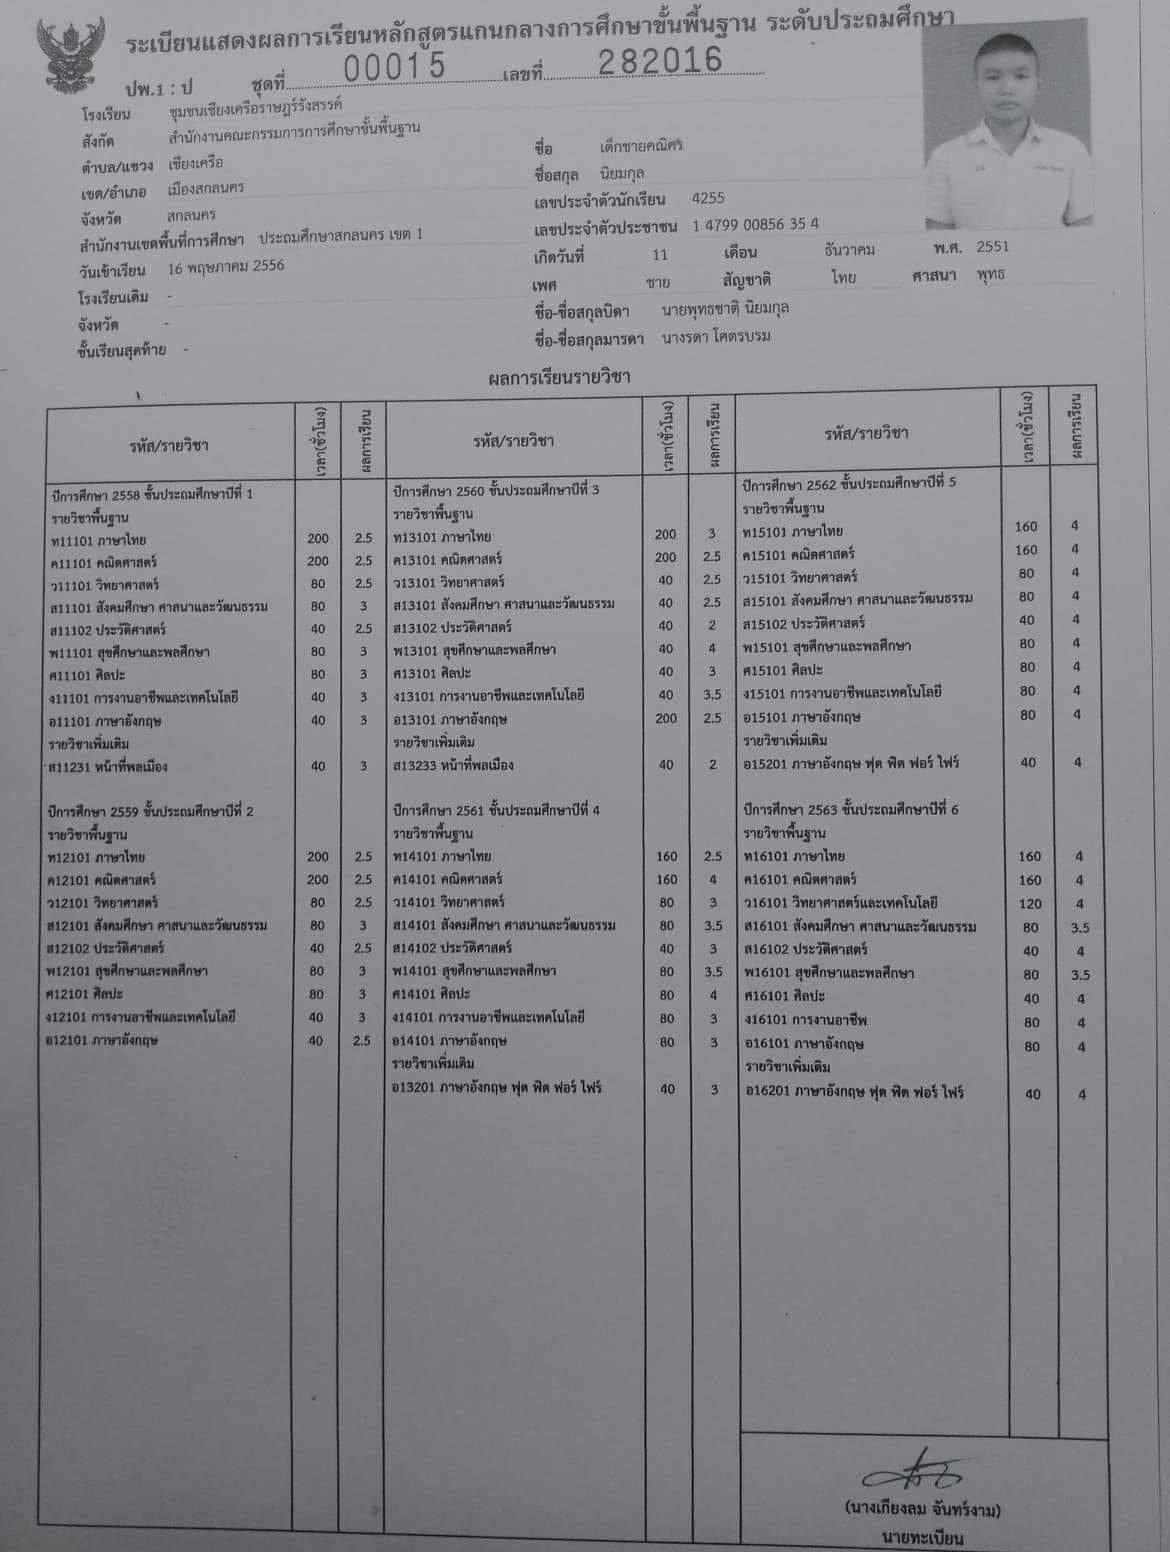 ระเบียนแสดงผลการเรียนหลักสูตรแกนกลางการศึกษาขั้นพื้นฐาน ระดับประถมศึกษา
ปพ.1 : ป ชุดที่ 00015 เลขที่ 282016
โรงเรียน ชุมชนเชียงเครือราษฎร์รังสรรค์
สังกัด สำนักงานคณะกรรมการการศึกษาขั้นพื้นฐาน
ตำบล/แขวง เชียงเครือ
เขต/อำเภอ เมืองสกลนคร
จังหวัด สกลนคร
สำนักงานเขตพื้นที่การศึกษา ประถมศึกษาสกลนคร เขต 1
วันเข้าเรียน 16 พฤษภาคม 2556
โรงเรียนเดิม -
จังหวัด -
ชั้นเรียนสุดท้าย -
ชื่อ เด็กชายคณิศร
ชื่อสกุล นิยมกุล
เลขประจำตัวนักเรียน 4255
เลขประจำตัวประชาชน 1 4799 00856 35 4
เกิดวันที่ 11 เดือน ธันวาคม พ.ศ. 2551
เพศ ชาย สัญชาติ ไทย ศาสนา พุทธ
ชื่อ-ชื่อสกุลบิดา นายพุทธชาติ นิยมกุล
ชื่อ-ชื่อสกุลมารดา นางรดา โคตรบรม
ผลการเรียนรายวิชา
รหัส/รายวิชา เวลา(ชั่วโมง) ผลการเรียน
ปีการศึกษา 2558 ชั้นประถมศึกษาปีที่ 1
รายวิชาพื้นฐาน
ท11101 ภาษาไทย 200 2.5
ค11101 คณิตศาสตร์ 200 2.5
ว11101 วิทยาศาสตร์ 80 2.5
ส11101 สังคมศึกษา ศาสนาและวัฒนธรรม 80 3
ส11102 ประวัติศาสตร์ 40 2.5
พ11101 สุขศึกษาและพลศึกษา 80 3
ศ11101 ศิลปะ 80 3
ง11101 การงานอาชีพและเทคโนโลยี 40 3
อ11101 ภาษาอังกฤษ 40 3
รายวิชาเพิ่มเติม
ส11231 หน้าที่พลเมือง 40 3
ปีการศึกษา 2559 ชั้นประถมศึกษาปีที่ 2
รายวิชาพื้นฐาน
ท12101 ภาษาไทย 200 2.5
ค12101 คณิตศาสตร์ 200 2.5
ว12101 วิทยาศาสตร์ 80 2.5
ส12101 สังคมศึกษา ศาสนาและวัฒนธรรม 80 3
ส12102 ประวัติศาสตร์ 40 2.5
พ12101 สุขศึกษาและพลศึกษา 80 3
ศ12101 ศิลปะ 80 3
ง12101 การงานอาชีพและเทคโนโลยี 40 3
อ12101 ภาษาอังกฤษ 40 2.5
รหัส/รายวิชา เวลา(ชั่วโมง) ผลการเรียน
ปีการศึกษา 2560 ชั้นประถมศึกษาปีที่ 3
รายวิชาพื้นฐาน
ท13101 ภาษาไทย 200 3
ค13101 คณิตศาสตร์ 200 2.5
ว13101 วิทยาศาสตร์ 40 2.5
ส13101 สังคมศึกษา ศาสนาและวัฒนธรรม 40 2.5
ส13102 ประวัติศาสตร์ 40 2
พ13101 สุขศึกษาและพลศึกษา 40 4
ศ13101 ศิลปะ 40 3
ง13101 การงานอาชีพและเทคโนโลยี 40 3.5
อ13101 ภาษาอังกฤษ 200 2.5
รายวิชาเพิ่มเติม
ส13233 หน้าที่พลเมือง 40 2
ปีการศึกษา 2561 ชั้นประถมศึกษาปีที่ 4
รายวิชาพื้นฐาน
ท14101 ภาษาไทย 160 2.5
ค14101 คณิตศาสตร์ 160 4
ว14101 วิทยาศาสตร์ 80 3
ส14101 สังคมศึกษา ศาสนาและวัฒนธรรม 80 3.5
ส14102 ประวัติศาสตร์ 40 3
พ14101 สุขศึกษาและพลศึกษา 80 3.5
ศ14101 ศิลปะ 80 4
ง14101 การงานอาชีพและเทคโนโลยี 80 3
อ14101 ภาษาอังกฤษ 80 3
รายวิชาเพิ่มเติม
อ13201 ภาษาอังกฤษ ฟุด ฟิด ฟอร์ ไฟร์ 40 3
รหัส/รายวิชา เวลา(ชั่วโมง) ผลการเรียน
ปีการศึกษา 2562 ชั้นประถมศึกษาปีที่ 5
รายวิชาพื้นฐาน
ท15101 ภาษาไทย 160 4
ค15101 คณิตศาสตร์ 160 4
ว15101 วิทยาศาสตร์ 80 4
ส15101 สังคมศึกษา ศาสนาและวัฒนธรรม 80 4
ส15102 ประวัติศาสตร์ 40 4
พ15101 สุขศึกษาและพลศึกษา 80 4
ศ15101 ศิลปะ 80 4
ง15101 การงานอาชีพและเทคโนโลยี 80 4
อ15101 ภาษาอังกฤษ 80 4
รายวิชาเพิ่มเติม
อ15201 ภาษาอังกฤษ ฟุด ฟิด ฟอร์ ไฟร์ 40 4
ปีการศึกษา 2563 ชั้นประถมศึกษาปีที่ 6
รายวิชาพื้นฐาน
ท16101 ภาษาไทย 160 4
ค16101 คณิตศาสตร์ 160 4
ว16101 วิทยาศาสตร์และเทคโนโลยี 120 4
ส16101 สังคมศึกษา ศาสนาและวัฒนธรรม 80 3.5
ส16102 ประวัติศาสตร์ 40 4
พ16101 สุขศึกษาและพลศึกษา 80 3.5
ศ16101 ศิลปะ 40 4
ง16101 การงานอาชีพ 80 4
อ16101 ภาษาอังกฤษ 80 4
รายวิชาเพิ่มเติม
อ16201 ภาษาอังกฤษ ฟุด ฟิด ฟอร์ ไฟร์ 40 4
(นางเกียงลม จันทร์งาม)
นายทะเบียน